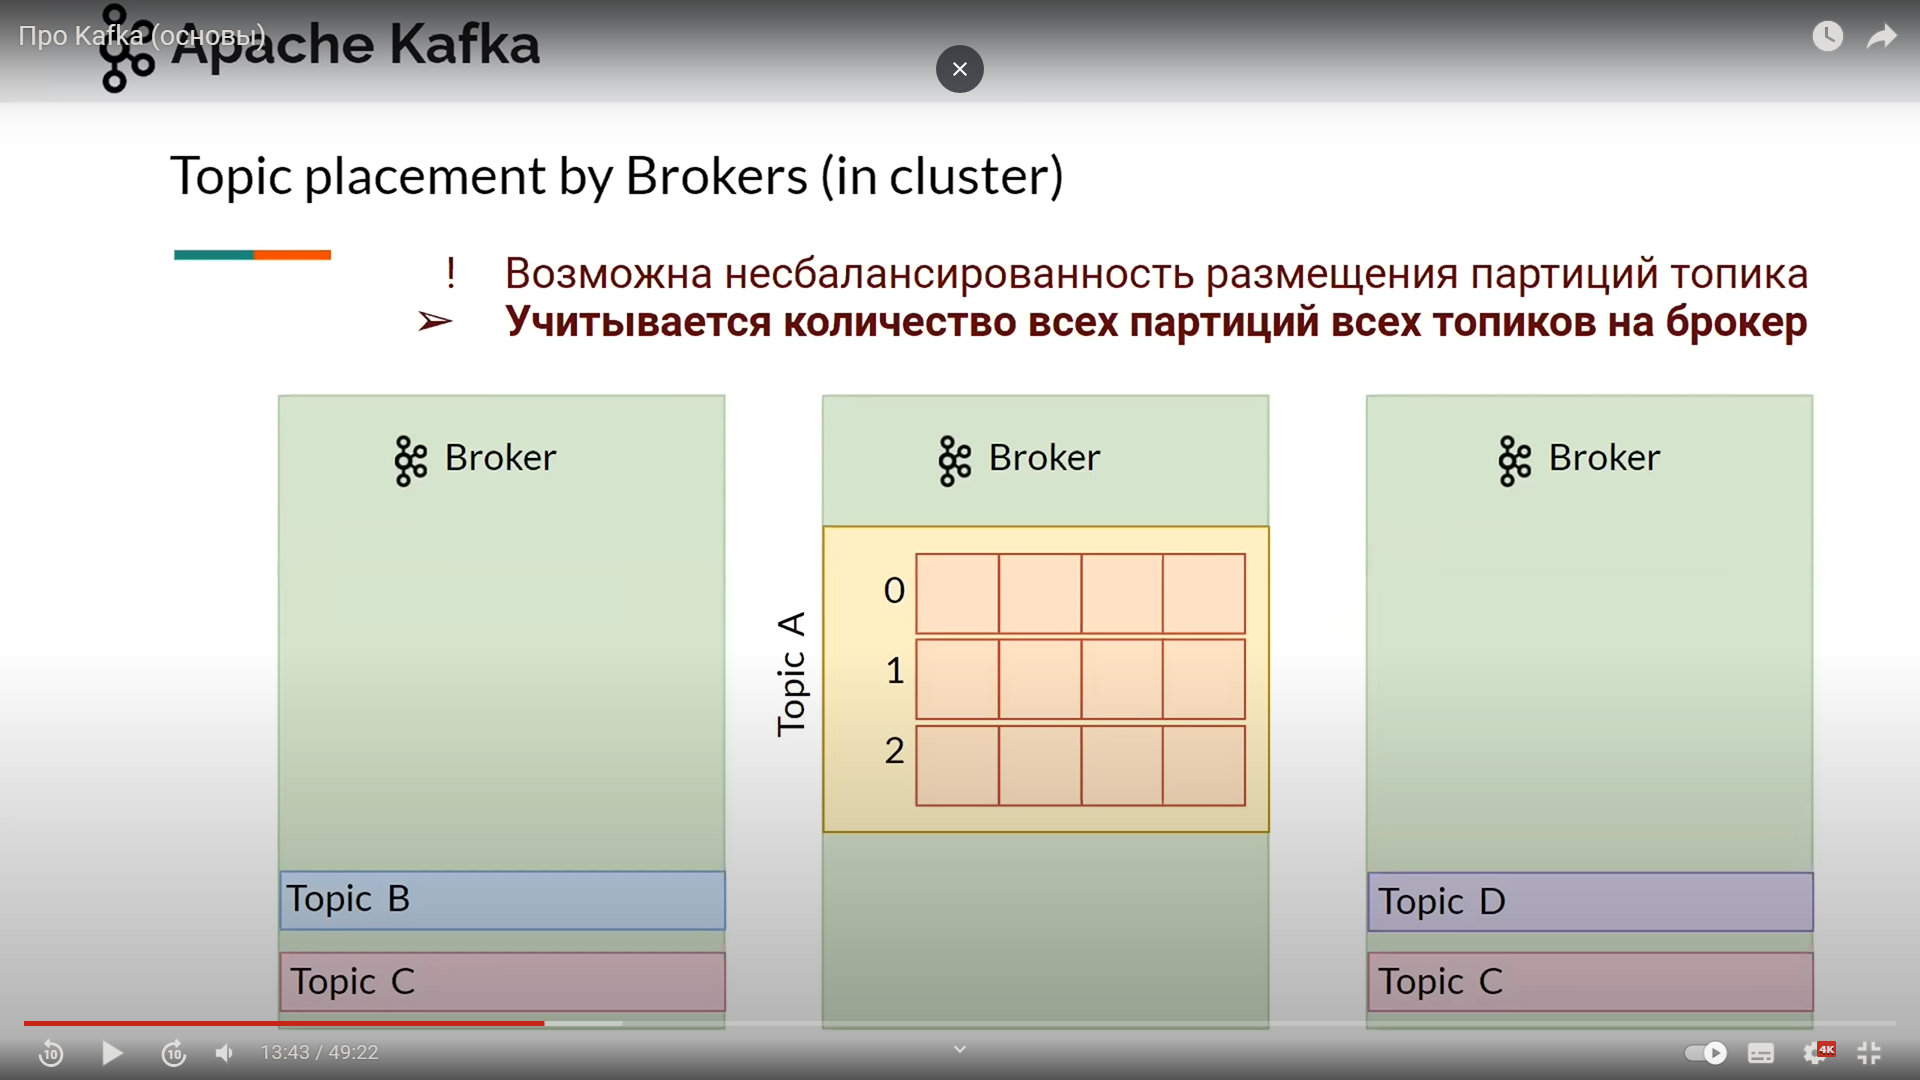 Про Kafka (основы)
Apache Kafka
Topic placement by Brokers (in cluster)
! Возможна несбалансированность размещения партиций топика
➢ Учитывается количество всех партиций всех топиков на брокер
Broker
Broker
Broker
Topic A
0
1
2
Topic B
Topic C
Topic D
Topic C
10
10
13:43 / 49:22
4K